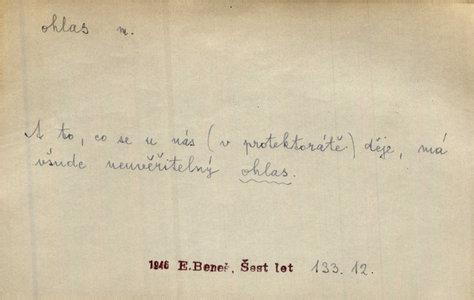 ohlas m.
A to, co se u nás (v protektorátě) děje, má
všude neuvěřitelný ohlas.
1946 E.Beneš, Šest let 133.12.